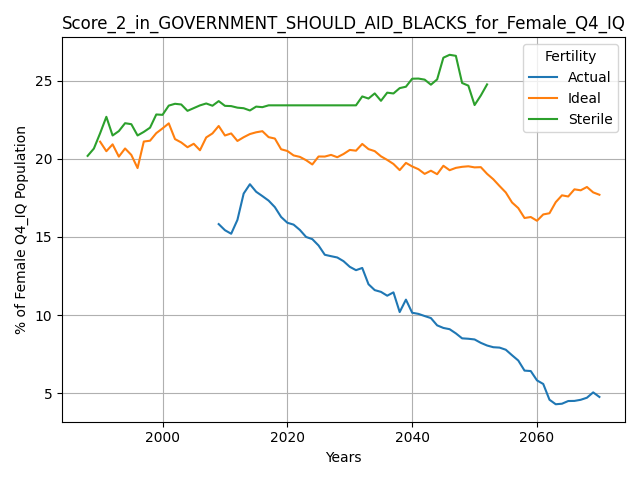 Score_2_in_GOVERNMENT_SHOULD_AID_BLACKS_for_Female_Q4_IQ
Fertility
Actual
Ideal
Sterile
% of Female Q4_IQ Population
25
20
15
10
5
2000
2020
2040
2060
Years